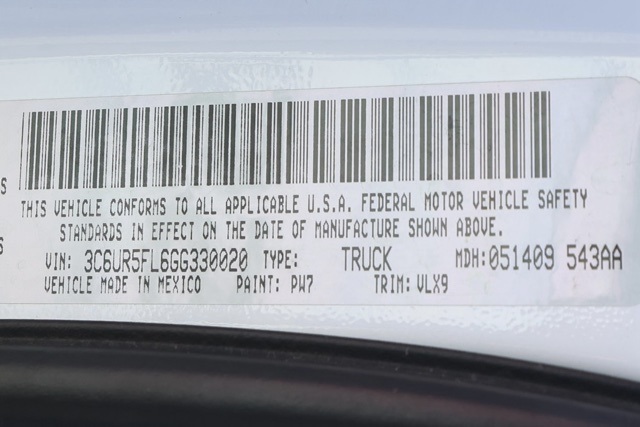 S
THIS VEHICLE CONFORMS TO ALL APPLICABLE U.S.A. FEDERAL MOTOR VEHICLE SAFETY
S STANDARDS IN EFFECT ON THE DATE OF MANUFACTURE SHOWN ABOVE.
VIN: 3C6UR5FL6GG330020 TYPE: TRUCK MDH: 051409 543AA
VEHICLE MADE IN MEXICO PAINT: PW7 TRIM: VLX9